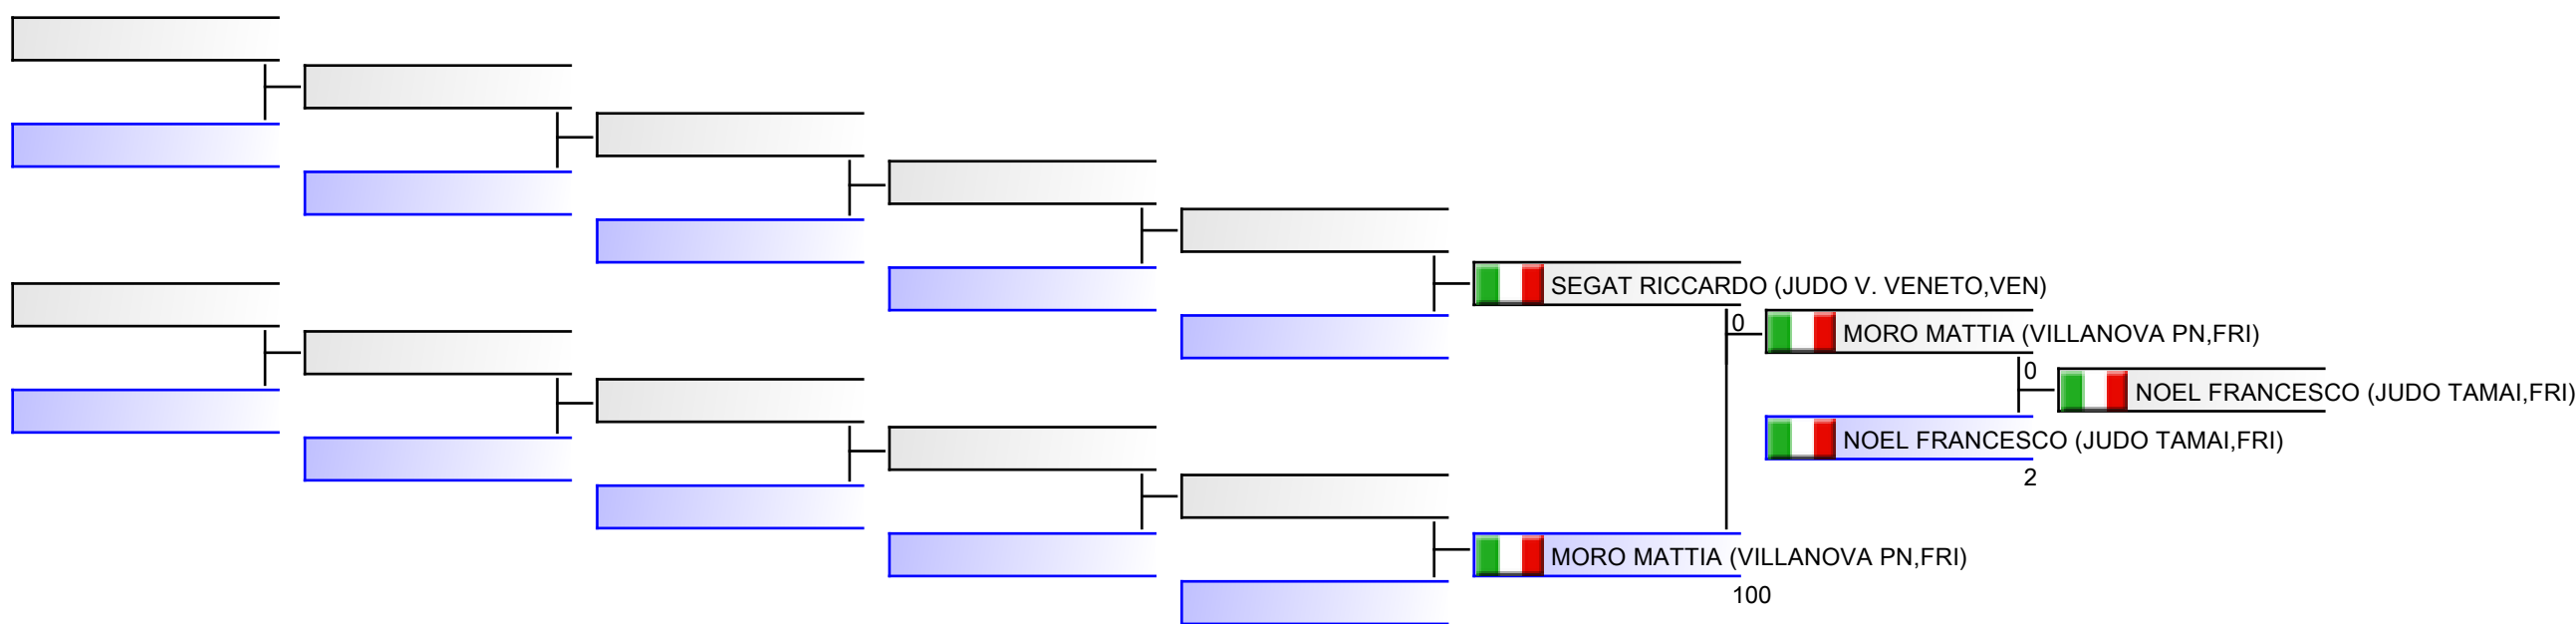 SEGAT RICCARDO (JUDO V. VENETO,VEN)
0
MORO MATTIA (VILLANOVA PN,FRI)
0
NOEL FRANCESCO (JUDO TAMAI,FRI)
NOEL FRANCESCO (JUDO TAMAI,FRI)
2
MORO MATTIA (VILLANOVA PN,FRI)
100